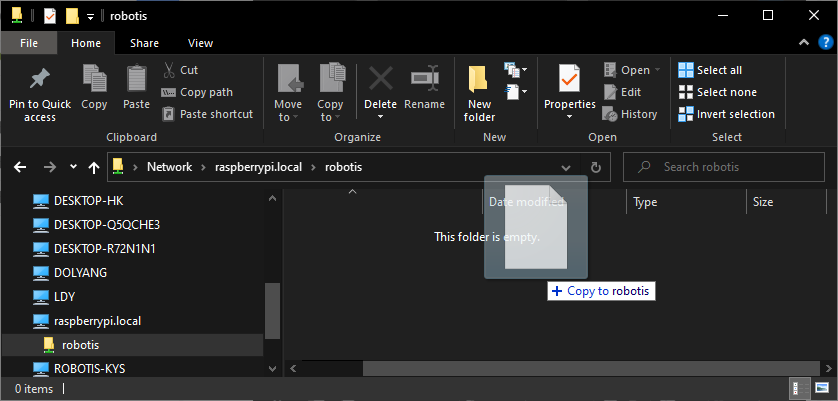 robotis
File Home Share View
Pin to Quick access
Copy
Paste
Cut
Copy path
Paste shortcut
Clipboard
Move to
Copy to
Delete
Rename
Organize
New folder
New
Properties
Open
Edit
History
Open
Select all
Select none
Invert selection
Select
Network raspberrypi.local robotis
Search robotis
Date modified Type Size
This folder is empty.
Copy to robotis
DESKTOP-HK
DESKTOP-Q5QCHE3
DESKTOP-R72N1N1
DOLYANG
LDY
raspberrypi.local
robotis
ROBOTIS-KYS
0 items